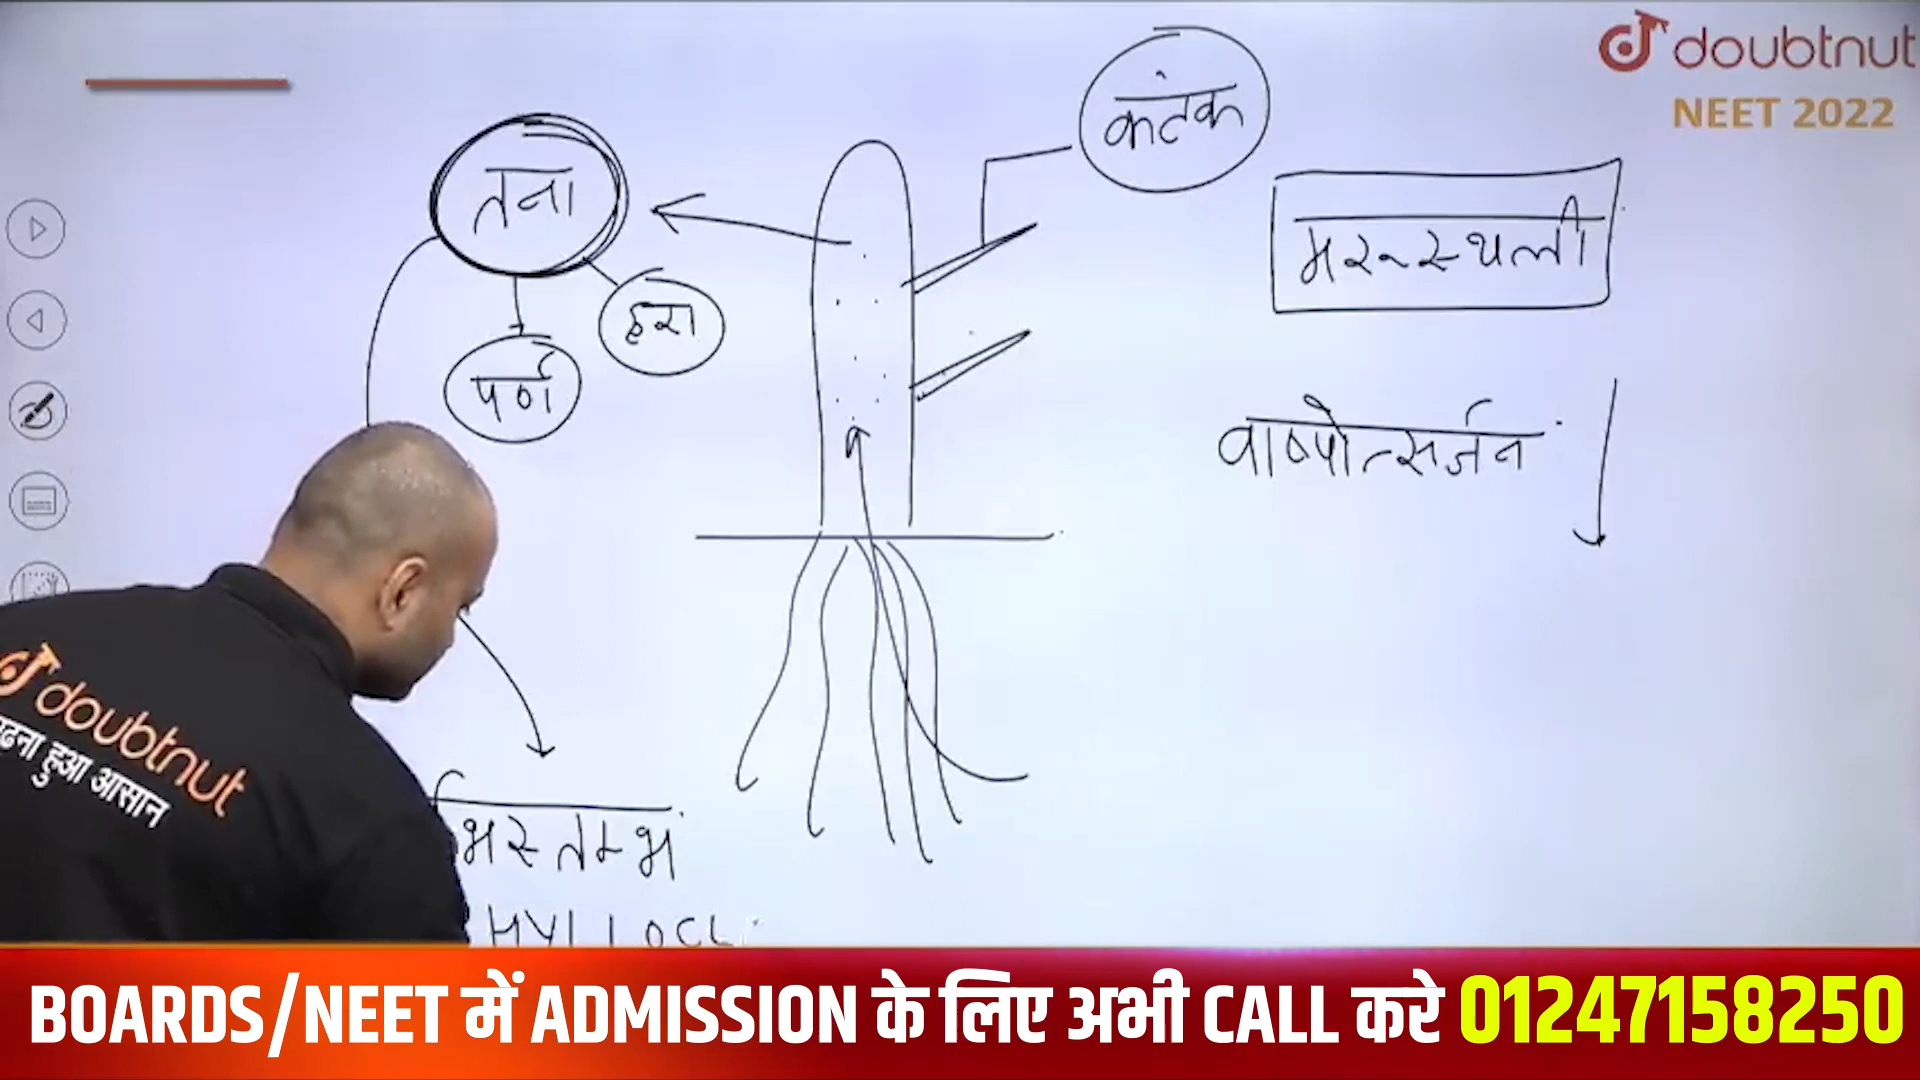 doubtnut
NEET 2022
कंटक
तना
मरूस्थली
हरा
पर्ण
वाष्पोत्सर्जन
doubtnut
पढना हुआ आसान
र्भस्तम्भ
BOARDS/NEET में ADMISSION के लिए अभी CALL करे 01247158250